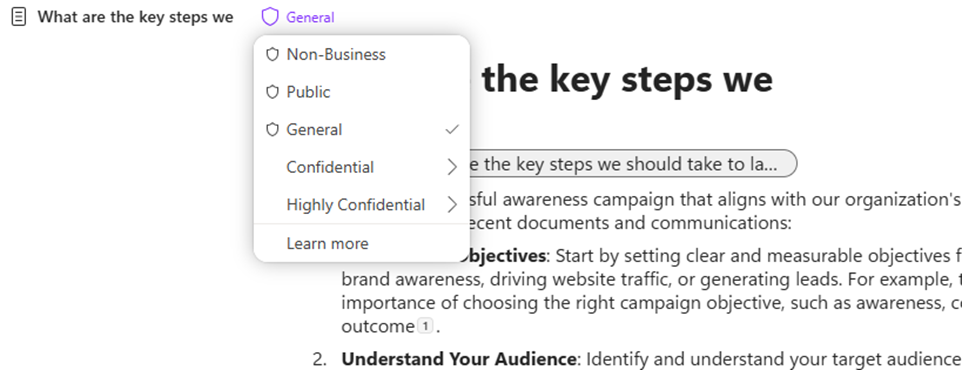 What are the key steps we
General
Non-Business
Public
General
Confidential
Highly Confidential
Learn more
the key steps we
the key steps we should take to la...
awareness campaign that aligns with our organization's
documents and communications:
: Start by setting clear and measurable objectives
brand awareness, driving website traffic, or generating leads. For example,
importance of choosing the right campaign objective, such as awareness,
outcome 1 .
2. Understand Your Audience: Identify and understand your target audience